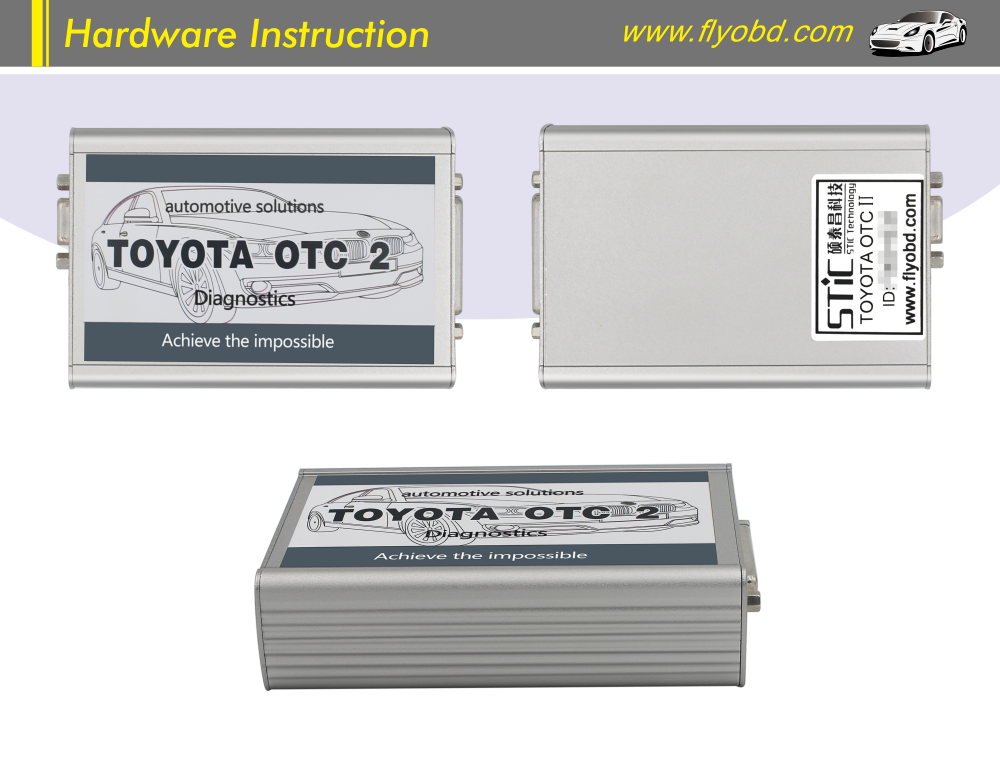 Hardware Instruction
www.flyobd.com
automotive solutions
TOYOTA OTC 2
Diagnostics
Achieve the impossible
STiC 硕泰昌科技
STiC Technology
TOYOTA OTC II
ID:
www.flyobd.com
automotive solutions
TOYOTA OTC 2
Diagnostics
Achieve the impossible